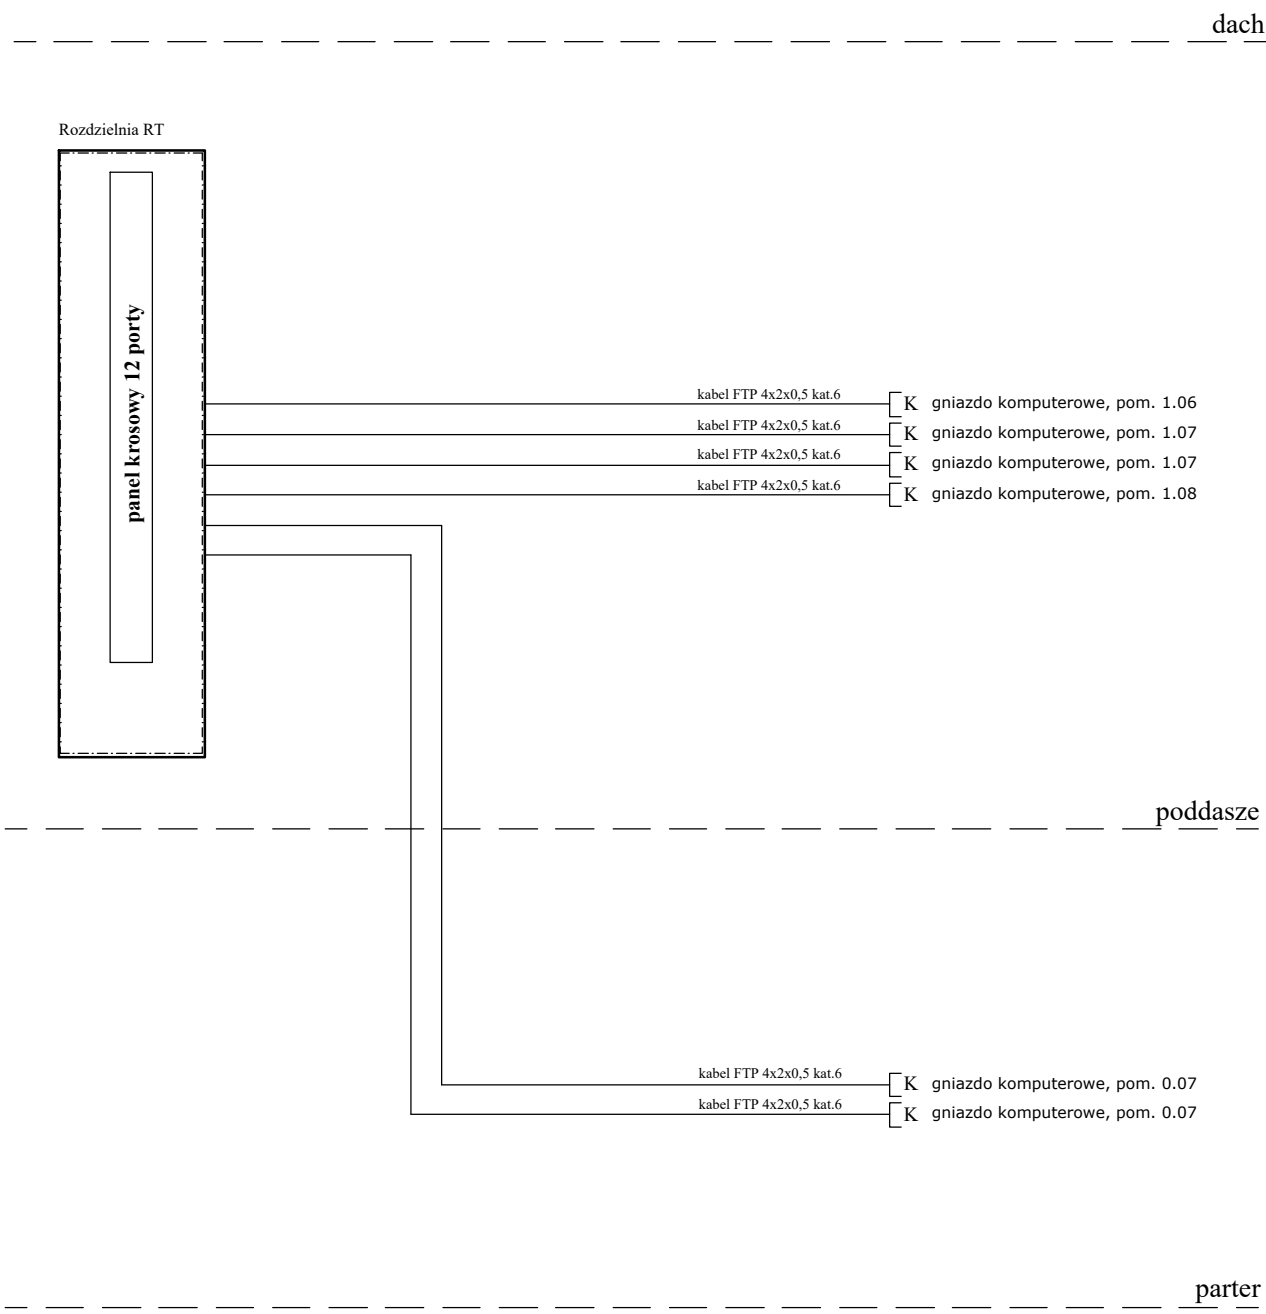 dach
Rozdzielnia RT
panel krosowy 12 porty
kabel FTP 4x2x0,5 kat.6
K gniazdo komputerowe, pom. 1.06
kabel FTP 4x2x0,5 kat.6
K gniazdo komputerowe, pom. 1.07
kabel FTP 4x2x0,5 kat.6
K gniazdo komputerowe, pom. 1.07
kabel FTP 4x2x0,5 kat.6
K gniazdo komputerowe, pom. 1.08
poddasze
kabel FTP 4x2x0,5 kat.6
K gniazdo komputerowe, pom. 0.07
kabel FTP 4x2x0,5 kat.6
K gniazdo komputerowe, pom. 0.07
parter